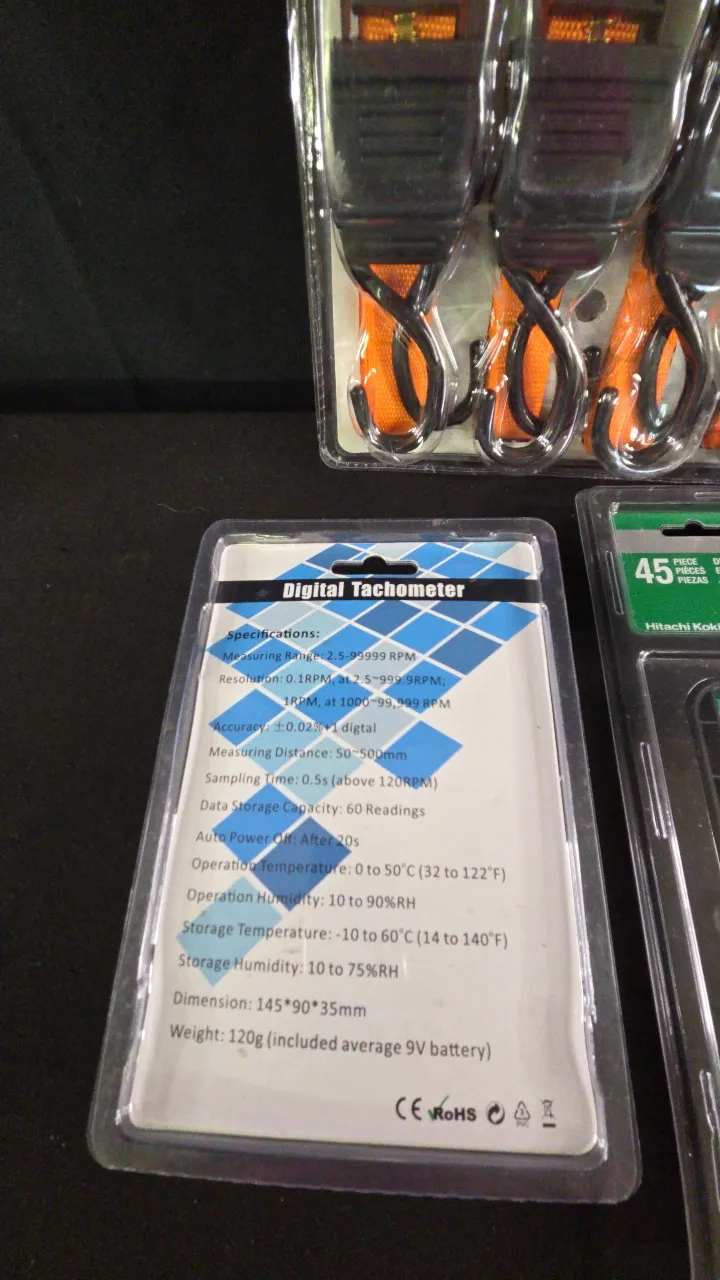 Digital Tachometer
Specifications:
Measuring Range: 2.5-99999 RPM
Resolution: 0.1RPM, at 2.5~999.9RPM;
1RPM, at 1000~99,999 RPM
Accuracy: ±0.02%+1 digtal
Measuring Distance: 50~500mm
Sampling Time: 0.5s (above 120RPM)
Data Storage Capacity: 60 Readings
Auto Power Off: After 20s
Operation Temperature: 0 to 50°C (32 to 122°F)
Operation Humidity: 10 to 90%RH
Storage Temperature: -10 to 60°C (14 to 140°F)
Storage Humidity: 10 to 75%RH
Dimension: 145*90*35mm
Weight: 120g (included average 9V battery)
CE RoHS
45 PIECE
PIÈCES
PIEZAS
Hitachi Koki